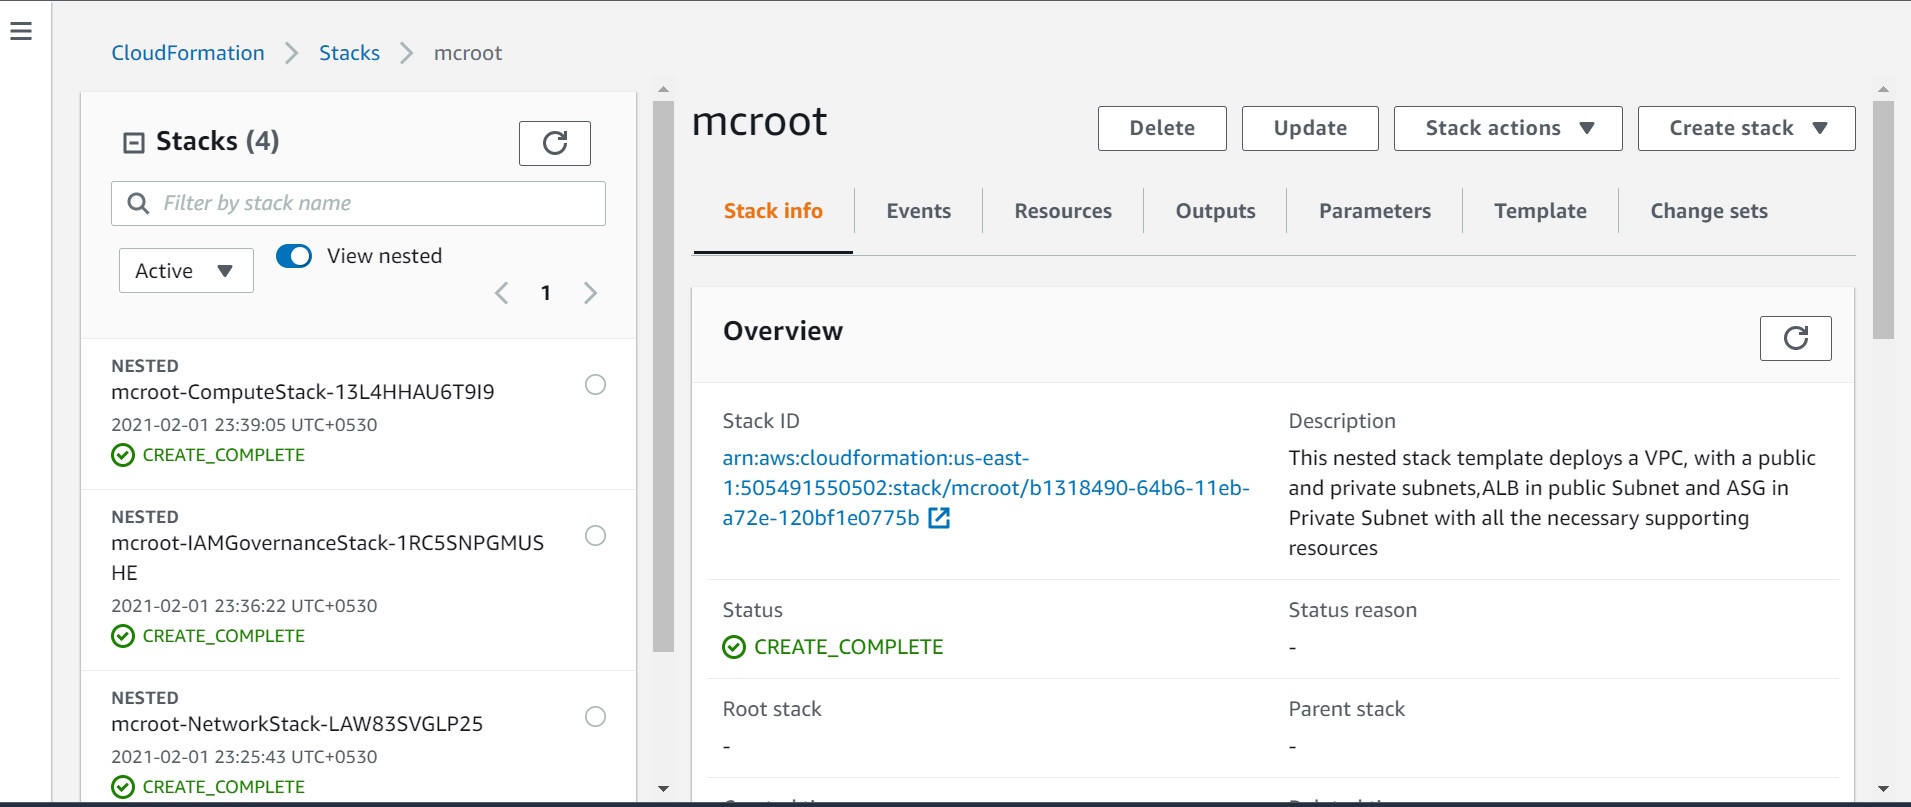 CloudFormation > Stacks > mcroot
Stacks (4)
Filter by stack name
Active
View nested
1
NESTED
mcroot-ComputeStack-13L4HHAU6T9I9
2021-02-01 23:39:05 UTC+0530
CREATE_COMPLETE
NESTED
mcroot-IAMGovernanceStack-1RC5SNPGMUS
HE
2021-02-01 23:36:22 UTC+0530
CREATE_COMPLETE
NESTED
mcroot-NetworkStack-LAW83SVGLP25
2021-02-01 23:25:43 UTC+0530
CREATE_COMPLETE
mcroot
Delete
Update
Stack actions
Create stack
Stack info
Events
Resources
Outputs
Parameters
Template
Change sets
Overview
Stack ID
arn:aws:cloudformation:us-east-
1:505491550502:stack/mcroot/b1318490-64b6-11eb-
a72e-120bf1e0775b
Description
This nested stack template deploys a VPC, with a public
and private subnets,ALB in public Subnet and ASG in
Private Subnet with all the necessary supporting
resources
Status
CREATE_COMPLETE
Status reason
-
Root stack
-
Parent stack
-